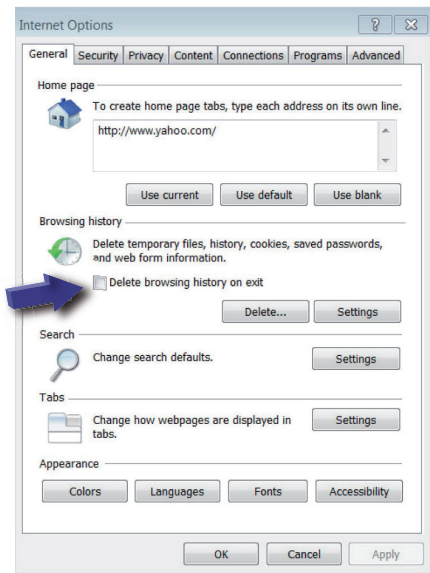 Internet Options
General Security Privacy Content Connections Programs Advanced
Home page
To create home page tabs, type each address on its own line.
http://www.yahoo.com/
Use current Use default Use blank
Browsing history
Delete temporary files, history, cookies, saved passwords,
and web form information.
Delete browsing history on exit
Delete... Settings
Search
Change search defaults. Settings
Tabs
Change how webpages are displayed in Settings
tabs.
Appearance
Colors Languages Fonts Accessibility
OK Cancel Apply